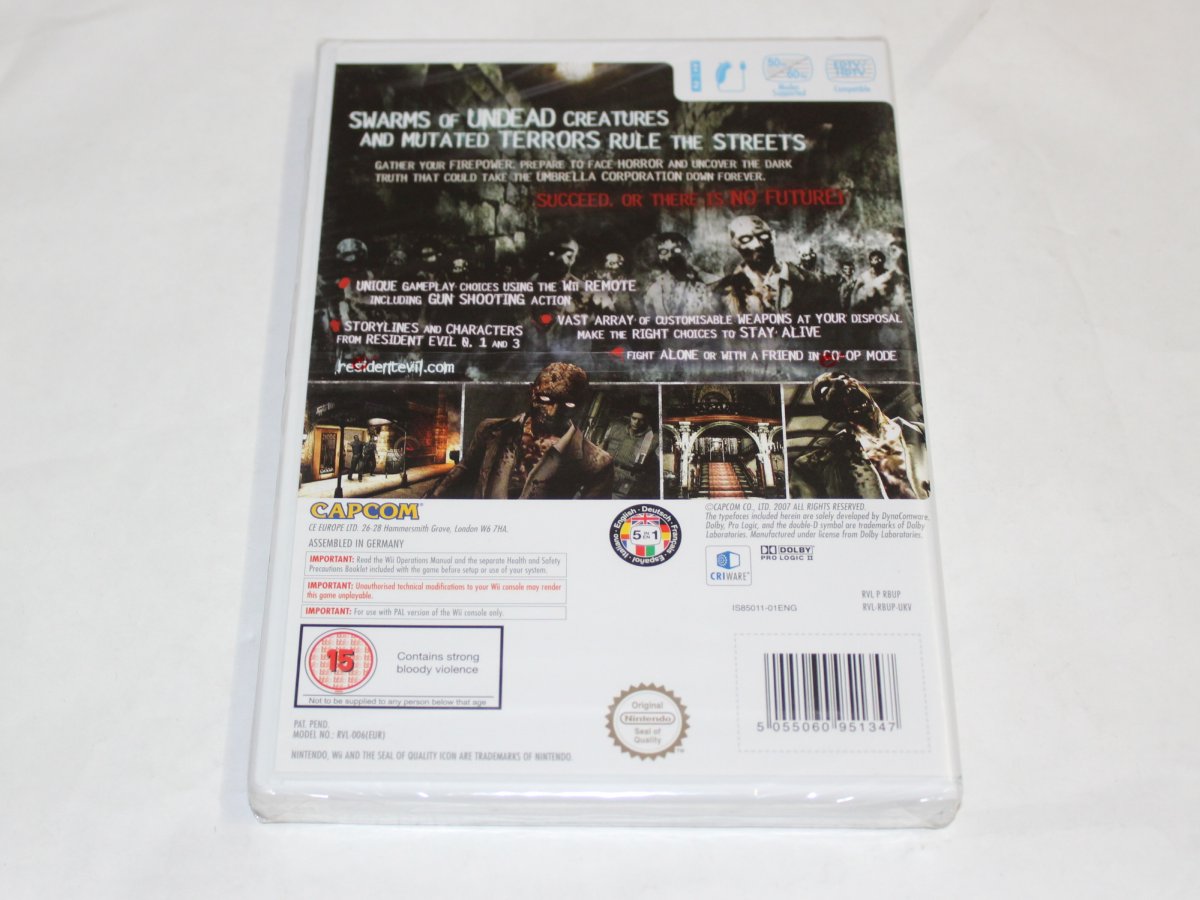 50Hz
60Hz
Modes
Supported
EDTV
HDTV
Compatible
SWARMS OF UNDEAD CREATURES
AND MUTATED TERRORS RULE THE STREETS
GATHER YOUR FIREPOWER, PREPARE TO FACE HORROR AND UNCOVER THE DARK
TRUTH THAT COULD TAKE THE UMBRELLA CORPORATION DOWN FOREVER.
SUCCEED, OR THERE IS NO FUTURE!
UNIQUE GAMEPLAY CHOICES USING THE Wii REMOTE
INCLUDING GUN SHOOTING ACTION
STORYLINES AND CHARACTERS
FROM RESIDENT EVIL 0, 1 AND 3
VAST ARRAY OF CUSTOMISABLE WEAPONS AT YOUR DISPOSAL
MAKE THE RIGHT CHOICES TO STAY ALIVE
FIGHT ALONE OR WITH A FRIEND IN CO-OP MODE
residentevil.com
CAPCOM
CE EUROPE LTD. 26-28 Hammersmith Grove, London W6 7HA.
ASSEMBLED IN GERMANY
IMPORTANT: Read the Wii Operations Manual and the separate Health and Safety
Precautions Booklet included with the game before setup or use of your system.
IMPORTANT: Unauthorised technical modifications to your Wii console may render
this game unplayable.
IMPORTANT: For use with PAL version of the Wii console only.
English • Deutsch • Français • Español • Italiano
5 IN 1
©CAPCOM CO., LTD. 2007 ALL RIGHTS RESERVED.
The typefaces included herein are solely developed by DynaComware.
Dolby, Pro Logic, and the double-D symbol are trademarks of Dolby
Laboratories. Manufactured under license from Dolby Laboratories.
CRIWARE™
DOLBY
PRO LOGIC II
IS85011-01ENG
RVL P RBUP
RVL-RBUP-UKV
15
Contains strong
bloody violence
Not to be supplied to any person below that age
PAT. PEND.
MODEL NO.: RVL-006(EUR)
NINTENDO, Wii AND THE SEAL OF QUALITY ICON ARE TRADEMARKS OF NINTENDO.
Original
Nintendo
Seal of
Quality
5 055060 951347